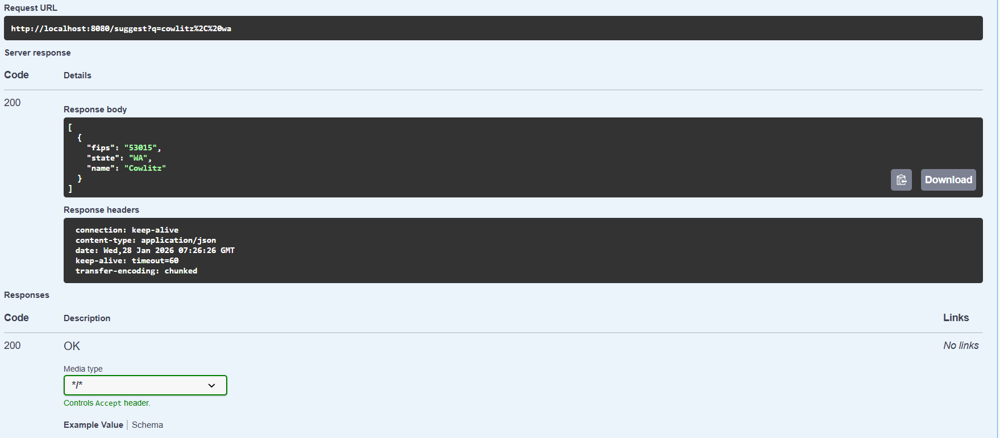 Request URL
http://localhost:8080/suggest?q=cowlitz%2C%20wa
Server response
Code Details
200
Response body
[
  {
    "fips": "53015",
    "state": "WA",
    "name": "Cowlitz"
  }
]
Download
Response headers
connection: keep-alive
content-type: application/json
date: Wed,28 Jan 2026 07:26:26 GMT
keep-alive: timeout=60
transfer-encoding: chunked
Responses
Code Description Links
200 OK No links
Media type
*/*
Controls Accept header.
Example Value Schema